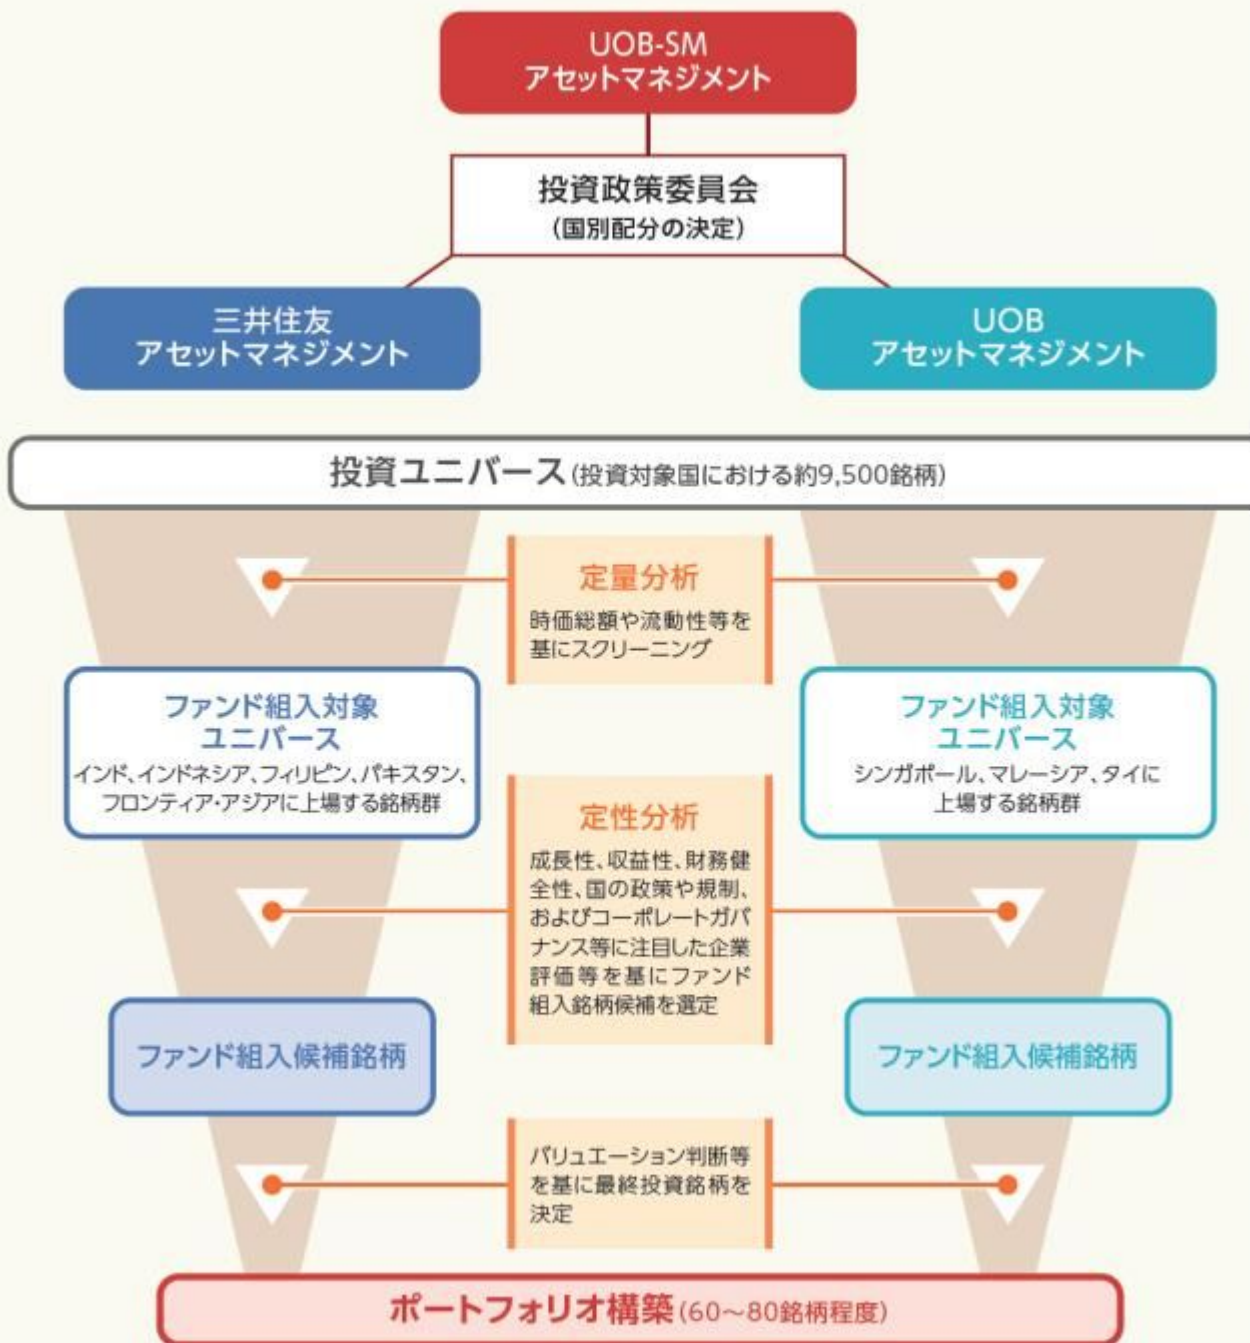 UOB-SM
アセットマネジメント
投資政策委員会
(国別配分の決定)
三井住友
アセットマネジメント
UOB
アセットマネジメント
投資ユニバース(投資対象国における約9,500銘柄)
定量分析
時価総額や流動性等を
基にスクリーニング
ファンド組入対象
ユニバース
インド、インドネシア、フィリピン、パキスタン、
フロンティア・アジアに上場する銘柄群
ファンド組入対象
ユニバース
シンガポール、マレーシア、タイに
上場する銘柄群
定性分析
成長性、収益性、財務健
全性、国の政策や規制、
およびコーポレートガバ
ナンス等に注目した企業
評価等を基にファンド
組入銘柄候補を選定
ファンド組入候補銘柄
ファンド組入候補銘柄
バリュエーション判断等
を基に最終投資銘柄を
決定
ポートフォリオ構築(60〜80銘柄程度)